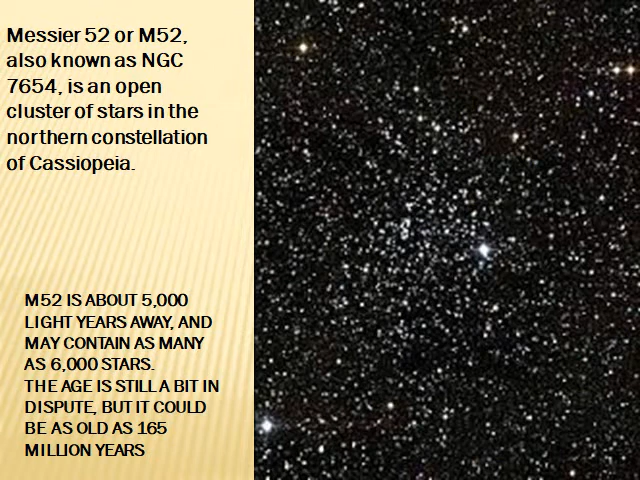 Messier 52 or M52,
also known as NGC
7654, is an open
cluster of stars in the
northern constellation
of Cassiopeia.
M52 IS ABOUT 5,000
LIGHT YEARS AWAY, AND
MAY CONTAIN AS MANY
AS 6,000 STARS.
THE AGE IS STILL A BIT IN
DISPUTE, BUT IT COULD
BE AS OLD AS 165
MILLION YEARS